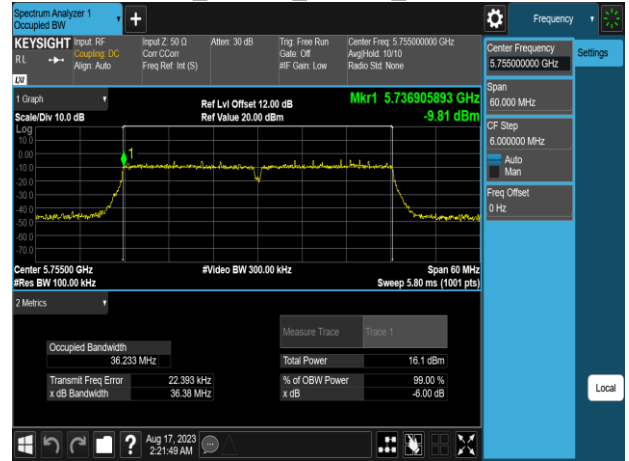 Spectrum Analyzer 1
Occupied BW
Frequency
KEYSIGHT
RL
LXI
Input: RF
Coupling: DC
Align: Auto
Input Z: 50 Ω
Corr CCorr
Freq Ref: Int (S)
Atten: 30 dB
Trig: Free Run
Gate: Off
#IF Gain: Low
Center Freq: 5.755000000 GHz
Avg|Hold: 10/10
Radio Std: None
Center Frequency
5.755000000 GHz
Settings
Span
60.000 MHz
CF Step
6.000000 MHz
Auto
Man
Freq Offset
0 Hz
Local
1 Graph
Scale/Div 10.0 dB
Ref Lvl Offset 12.00 dB
Ref Value 20.00 dBm
Mkr1 5.736905893 GHz
-9.81 dBm
Log
10.0
0.00
-10.0
-20.0
-30.0
-40.0
-50.0
-60.0
-70.0
1
Center 5.75500 GHz
#Video BW 300.00 kHz
Span 60 MHz
#Res BW 100.00 kHz
Sweep 5.80 ms (1001 pts)
2 Metrics
Measure Trace
Trace 1
Occupied Bandwidth
36.233 MHz
Total Power
16.1 dBm
Transmit Freq Error
22.393 kHz
% of OBW Power
99.00 %
x dB Bandwidth
36.38 MHz
x dB
-6.00 dB
?
Aug 17, 2023
2:21:49 AM